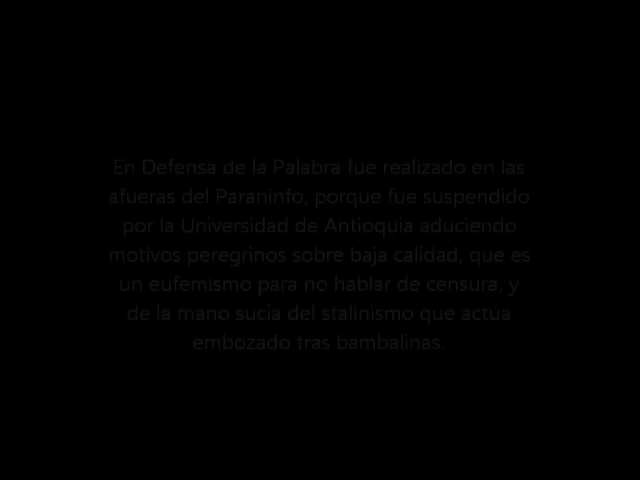 En Defensa de la Palabra fue realizado en las
afueras del Paraninfo, porque fue suspendido
por la Universidad de Antioquia aduciendo
motivos peregrinos sobre baja calidad, que es
un eufemismo para no hablar de censura, y
de la mano sucia del stalinismo que actúa
embozado tras bambalinas.